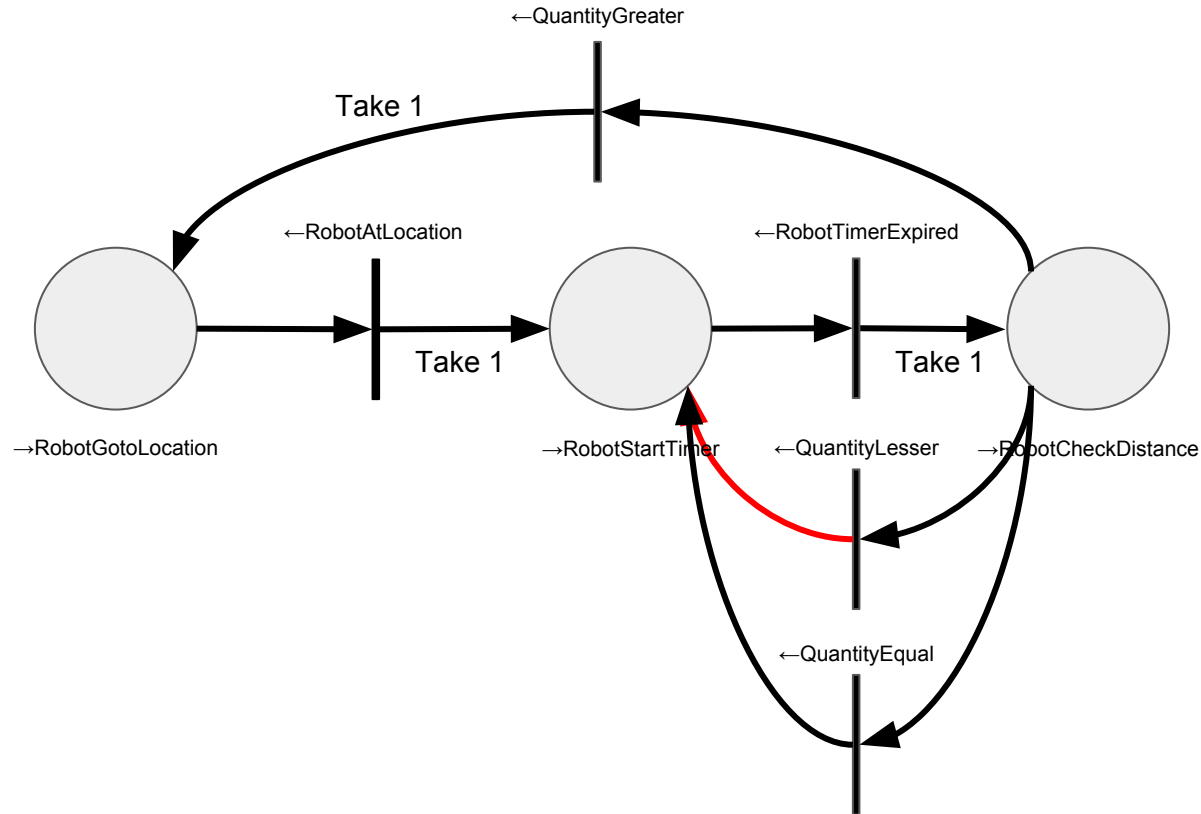 ←QuantityGreater
Take 1
←RobotAtLocation
←RobotTimerExpired
Take 1
Take 1
→RobotGotoLocation
→RobotStartTimer
←QuantityLesser
→RobotCheckDistance
←QuantityEqual